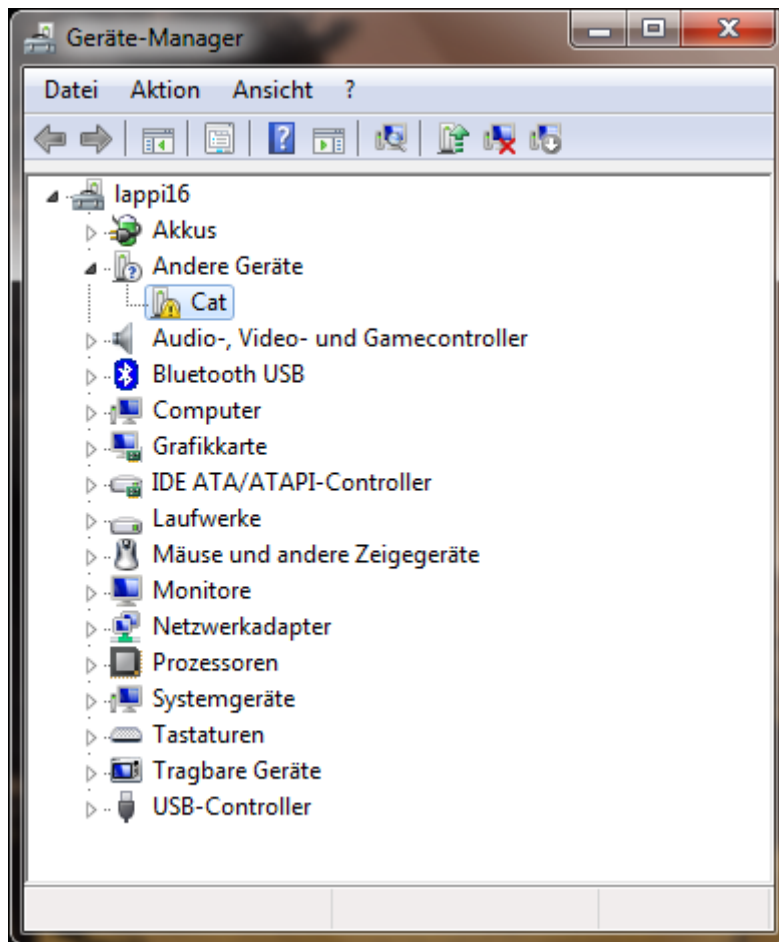 Geräte-Manager
Datei Aktion Ansicht ?
lappi16
Akkus
Andere Geräte
Cat
Audio-, Video- und Gamecontroller
Bluetooth USB
Computer
Grafikkarte
IDE ATA/ATAPI-Controller
Laufwerke
Mäuse und andere Zeigegeräte
Monitore
Netzwerkadapter
Prozessoren
Systemgeräte
Tastaturen
Tragbare Geräte
USB-Controller